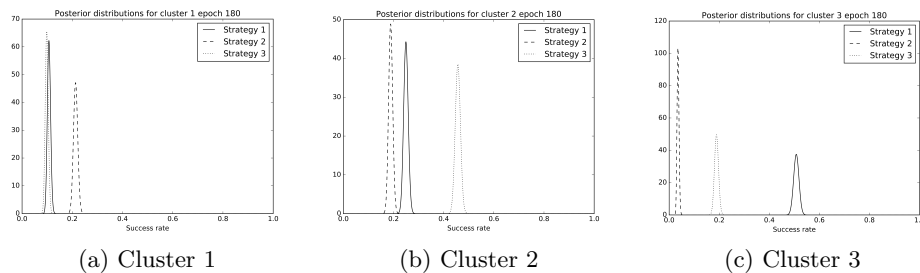 Posterior distributions for cluster 1 epoch 180
70
60
50
40
30
20
10
0
0.0 0.2 0.4 0.6 0.8 1.0
Success rate
Strategy 1
Strategy 2
Strategy 3
(a) Cluster 1
Posterior distributions for cluster 2 epoch 180
50
40
30
20
10
0
0.0 0.2 0.4 0.6 0.8 1.0
Success rate
Strategy 1
Strategy 2
Strategy 3
(b) Cluster 2
Posterior distributions for cluster 3 epoch 180
120
100
80
60
40
20
0
0.0 0.2 0.4 0.6 0.8 1.0
Success rate
Strategy 1
Strategy 2
Strategy 3
(c) Cluster 3